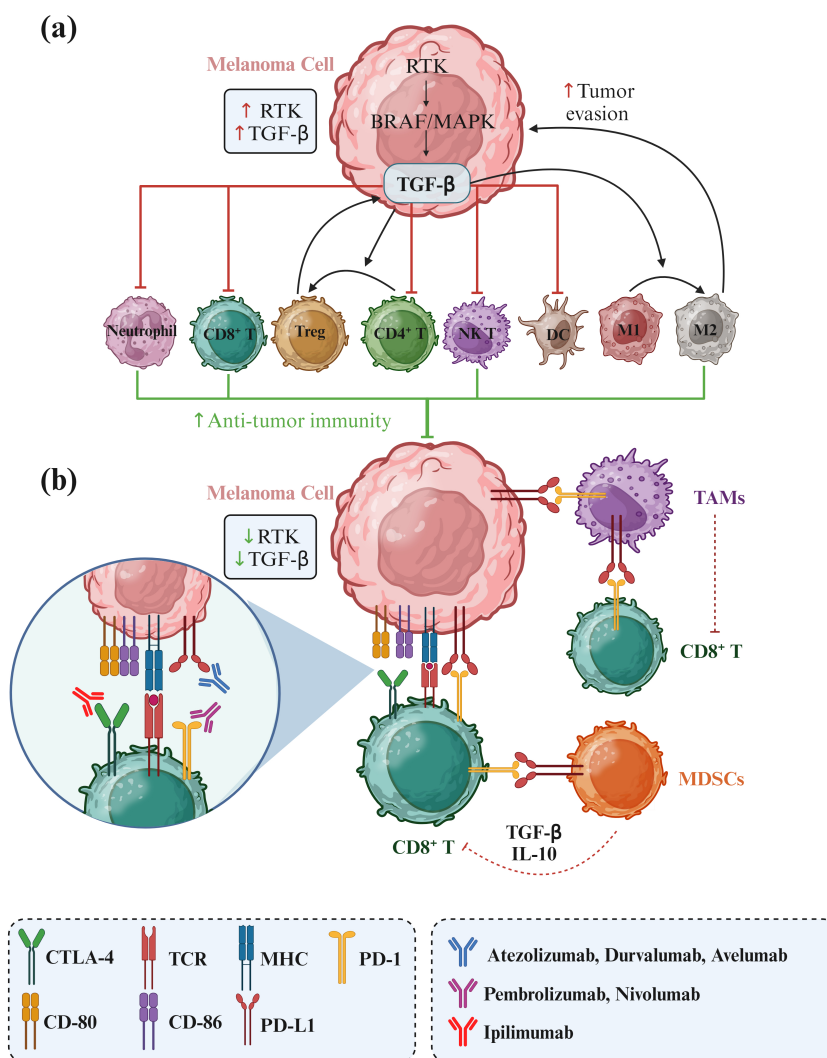 (a)
Melanoma Cell
RTK
↑ RTK
↑TGF-β
BRAF/MAPK
↑Tumor
evasion
TGF-β
Neutrophil
CD8⁺ T
Treg
CD4⁺ T
NK T
DC
M1
M2
↑Anti-tumor immunity
(b)
Melanoma Cell
↓RTK
↓TGF-β
TAMs
CD8⁺ T
MDSCs
TGF-β
IL-10
CD8⁺ T
CTLA-4
TCR
MHC
PD-1
CD-80
CD-86
PD-L1
Atezolizumab, Durvalumab, Avelumab
Pembrolizumab, Nivolumab
Ipilimumab